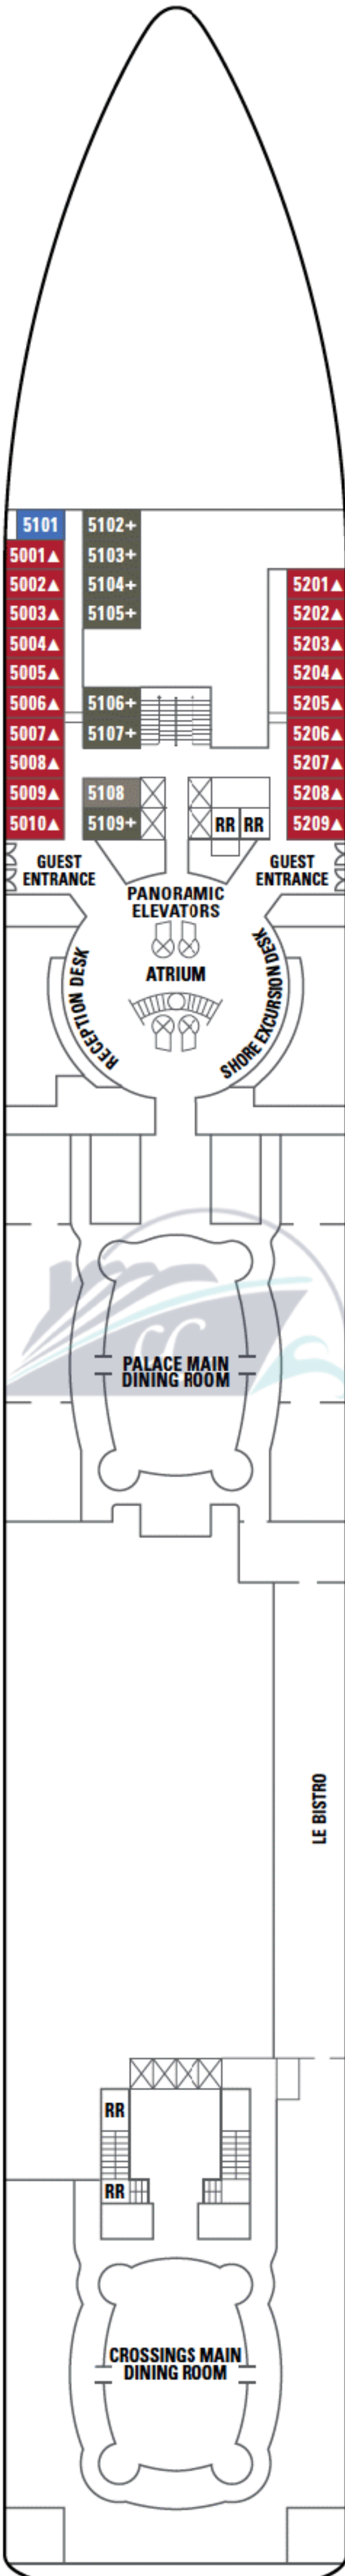 5101 5102+
5001▲ 5103+
5002▲ 5104+ 5201▲
5003▲ 5105+ 5202▲
5004▲ 5203▲
5005▲ 5204▲
5006▲ 5106+ 5205▲
5007▲ 5107+ 5206▲
5008▲ 5207▲
5009▲ 5108 5208▲
5010▲ 5109+ RR RR 5209▲
GUEST
ENTRANCE
GUEST
ENTRANCE
PANORAMIC
ELEVATORS
ATRIUM
RECEPTION DESK
SHORE EXCURSION DESK
CC
PALACE MAIN
DINING ROOM
LE BISTRO
RR
RR
CROSSINGS MAIN
DINING ROOM